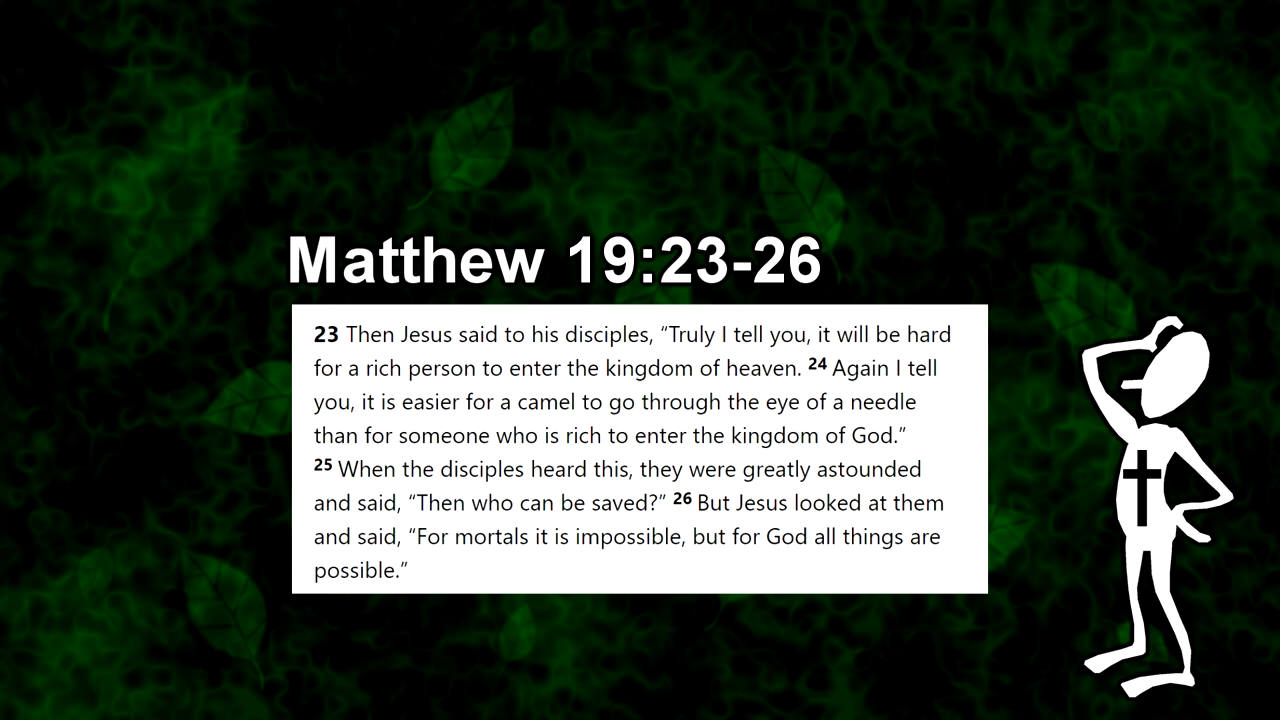 Matthew 19:23-26
23 Then Jesus said to his disciples, “Truly I tell you, it will be hard
for a rich person to enter the kingdom of heaven. 24 Again I tell
you, it is easier for a camel to go through the eye of a needle
than for someone who is rich to enter the kingdom of God.”
25 When the disciples heard this, they were greatly astounded
and said, “Then who can be saved?” 26 But Jesus looked at them
and said, “For mortals it is impossible, but for God all things are
possible.”